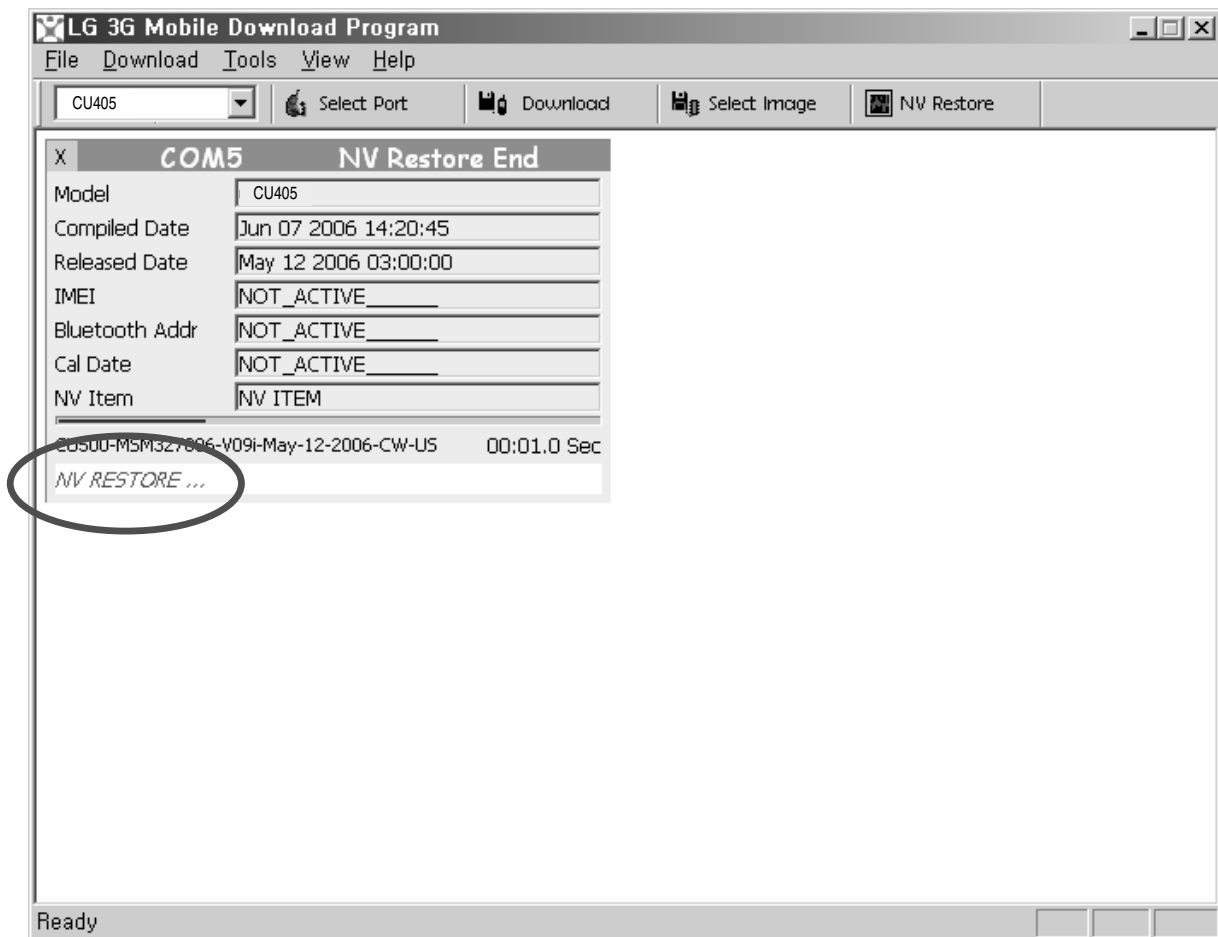 LG 3G Mobile Download Program
File Download Tools View Help
CU405 Select Port Download Select Image NV Restore
X COM5 NV Restore End
Model CU405
Compiled Date Jun 07 2006 14:20:45
Released Date May 12 2006 03:00:00
IMEI NOT_ACTIVE______
Bluetooth Addr NOT_ACTIVE______
Cal Date NOT_ACTIVE______
NV Item NV ITEM
00:01.0 Sec
NV RESTORE ...
Ready